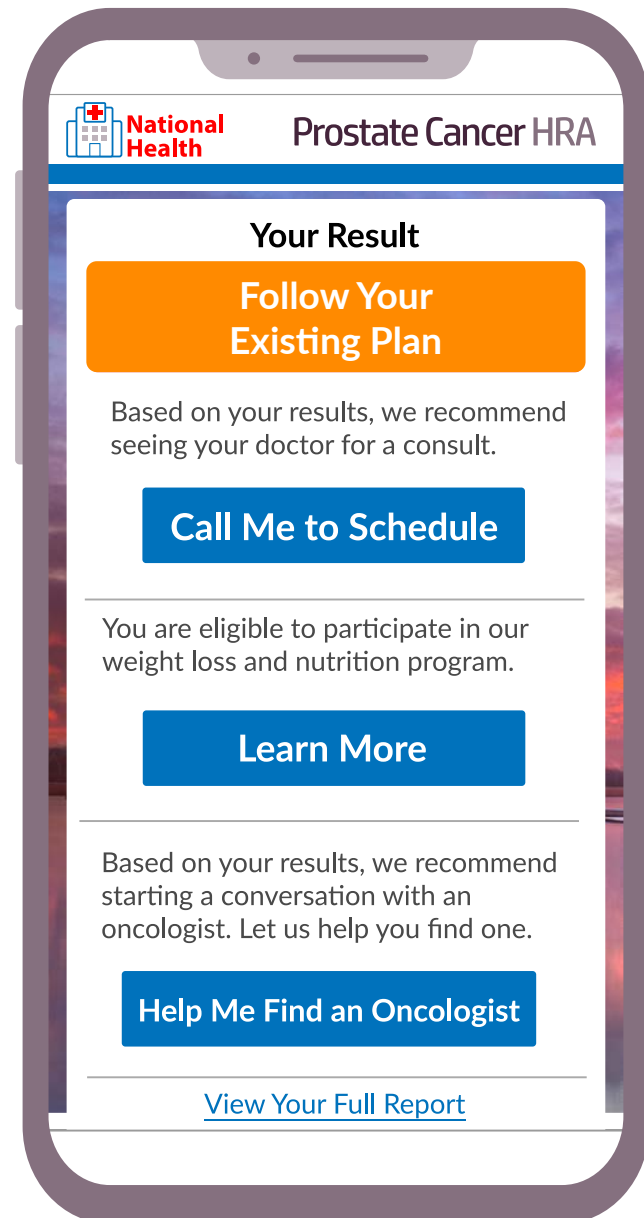 National
Health
Prostate Cancer HRA
Your Result
Follow Your
Existing Plan
Based on your results, we recommend
seeing your doctor for a consult.
Call Me to Schedule
You are eligible to participate in our
weight loss and nutrition program.
Learn More
Based on your results, we recommend
starting a conversation with an
oncologist. Let us help you find one.
Help Me Find an Oncologist
View Your Full Report